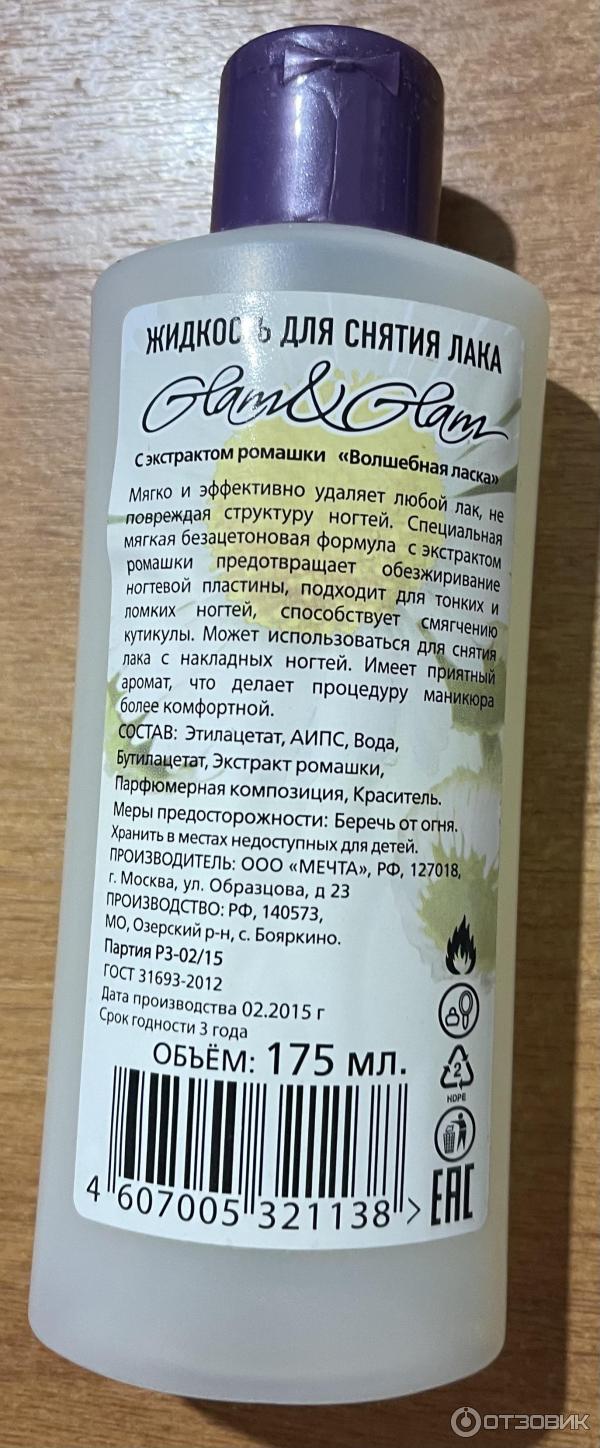 ЖИДКОСТЬ ДЛЯ СНЯТИЯ ЛАКА
Glam&Glam
С экстрактом ромашки «Волшебная ласка»
Мягко и эффективно удаляет любой лак, не
повреждая структуру ногтей. Специальная
мягкая безацетоновая формула с экстрактом
ромашки предотвращает обезжиривание
ногтевой пластины, подходит для тонких и
ломких ногтей, способствует смягчению
кутикулы. Может использоваться для снятия
лака с накладных ногтей. Имеет приятный
аромат, что делает процедуру маникюра
более комфортной.
СОСТАВ: Этилацетат, АИПС, Вода,
Бутилацетат, Экстракт ромашки,
Парфюмерная композиция, Краситель.
Меры предосторожности: Беречь от огня.
Хранить в местах недоступных для детей.
ПРОИЗВОДИТЕЛЬ: ООО «МЕЧТА», РФ, 127018,
г. Москва, ул. Образцова, д 23
ПРОИЗВОДСТВО: РФ, 140573,
МО, Озерский р-н, с. Бояркино.
Партия Р3-02/15
ГОСТ 31693-2012
Дата производства 02.2015 г
Срок годности 3 года
ОБЪЁМ: 175 мл.
2
HDPE
4 607005 321138 >
EAC
ОТЗОВИК